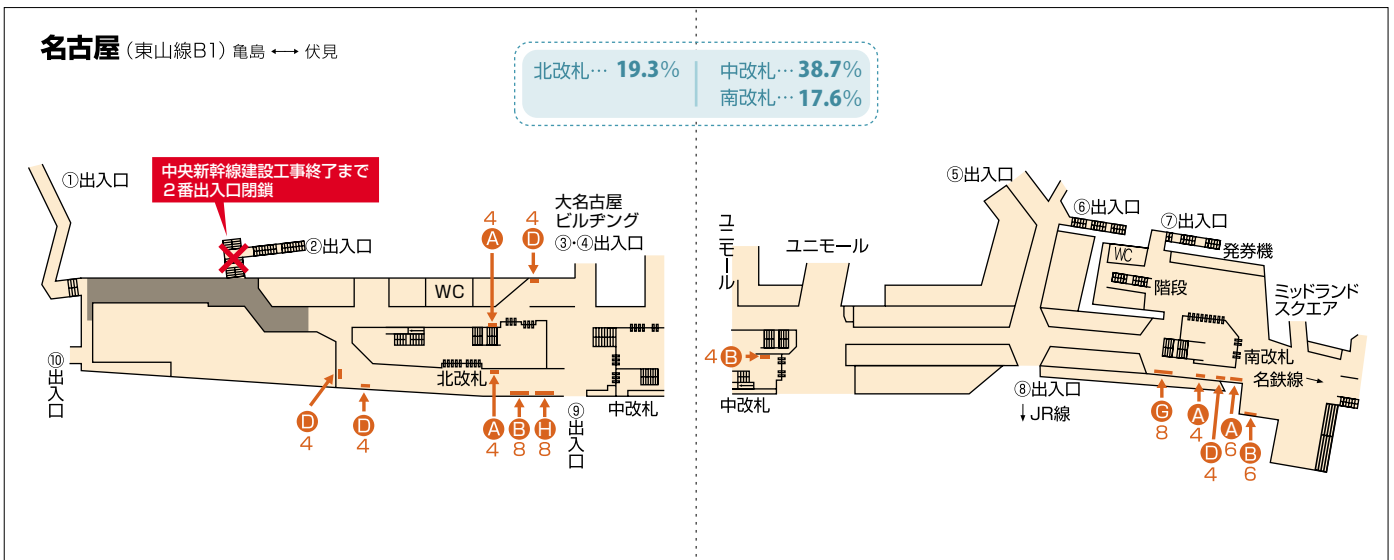 名古屋(東山線B1) 亀島 ⟷ 伏見
北改札… 19.3%
中改札… 38.7%
南改札… 17.6%
①出入口
中央新幹線建設工事終了まで
2番出入口閉鎖
②出入口
大名古屋
ビルヂング
③・④出入口
4
A
4
D
WC
⑩出入口
北改札
D
4
D
4
A
4
B
8
H
8
⑨出入口
中改札
ユニモール
ユニモール
4 B
中改札
⑤出入口
⑥出入口
⑦出入口
発券機
WC
階段
ミッドランド
スクエア
南改札
名鉄線→
⑧出入口
↓JR線
G
8
A
4
D
4
A
6
B
6